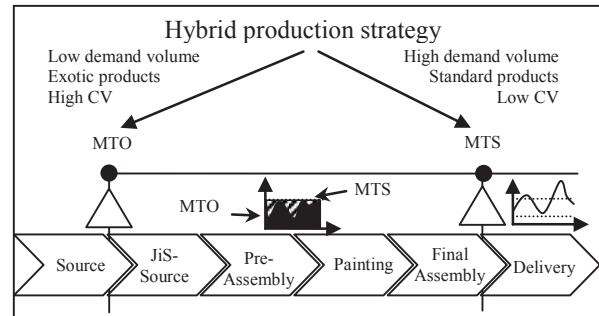 Hybrid production strategy
Low demand volume
Exotic products
High CV
High demand volume
Standard products
Low CV
MTO
MTS
MTO
MTS
Source
JiS-
Source
Pre-
Assembly
Painting
Final
Assembly
Delivery